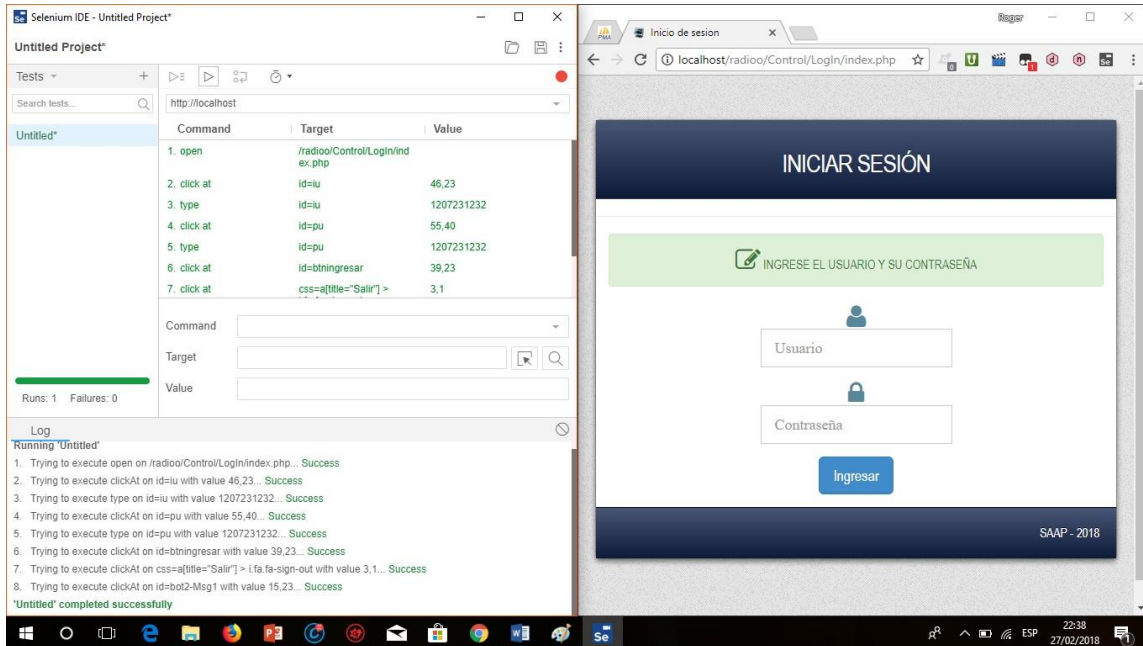 Selenium IDE - Untitled Project*
Untitled Project*
Tests
Search tests...
Untitled*
Runs: 1 Failures: 0
http://localhost
Command Target Value
1. open /radioo/Control/LogIn/ind
ex.php
2. click at id=iu 46,23
3. type id=iu 1207231232
4. click at id=pu 55,40
5. type id=pu 1207231232
6. click at id=btningresar 39,23
7. click at css=a[title="Salir"] > 3,1
Command
Target
Value
Log
Running 'Untitled'
1. Trying to execute open on /radioo/Control/LogIn/index.php... Success
2. Trying to execute clickAt on id=iu with value 46,23... Success
3. Trying to execute type on id=iu with value 1207231232... Success
4. Trying to execute clickAt on id=pu with value 55,40... Success
5. Trying to execute type on id=pu with value 1207231232... Success
6. Trying to execute clickAt on id=btningresar with value 39,23... Success
7. Trying to execute clickAt on css=a[title="Salir"] > i.fa.fa-sign-out with value 3,1... Success
8. Trying to execute clickAt on id=bot2-Msg1 with value 15,23... Success
'Untitled' completed successfully
Roger
PMA
Inicio de sesion
localhost/radioo/Control/LogIn/index.php
INICIAR SESIÓN
INGRESE EL USUARIO Y SU CONTRASEÑA
Usuario
Contraseña
Ingresar
SAAP - 2018
ESP
22:38
27/02/2018